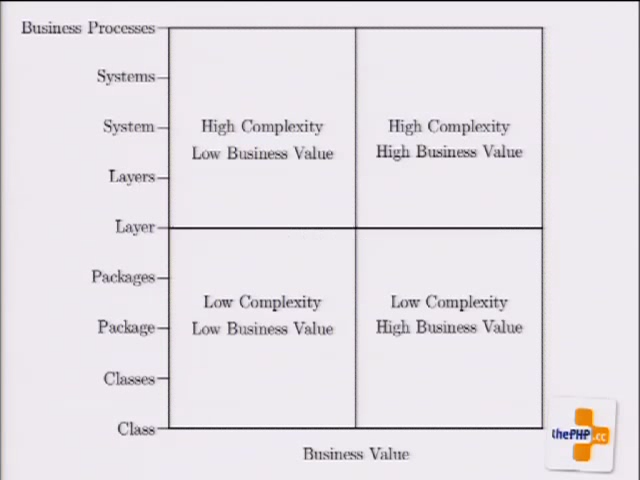 Business Processes
Systems
System
High Complexity
Low Business Value
High Complexity
High Business Value
Layers
Layer
Packages
Low Complexity
Low Business Value
Low Complexity
High Business Value
Package
Classes
Class
Business Value
thePHP.cc